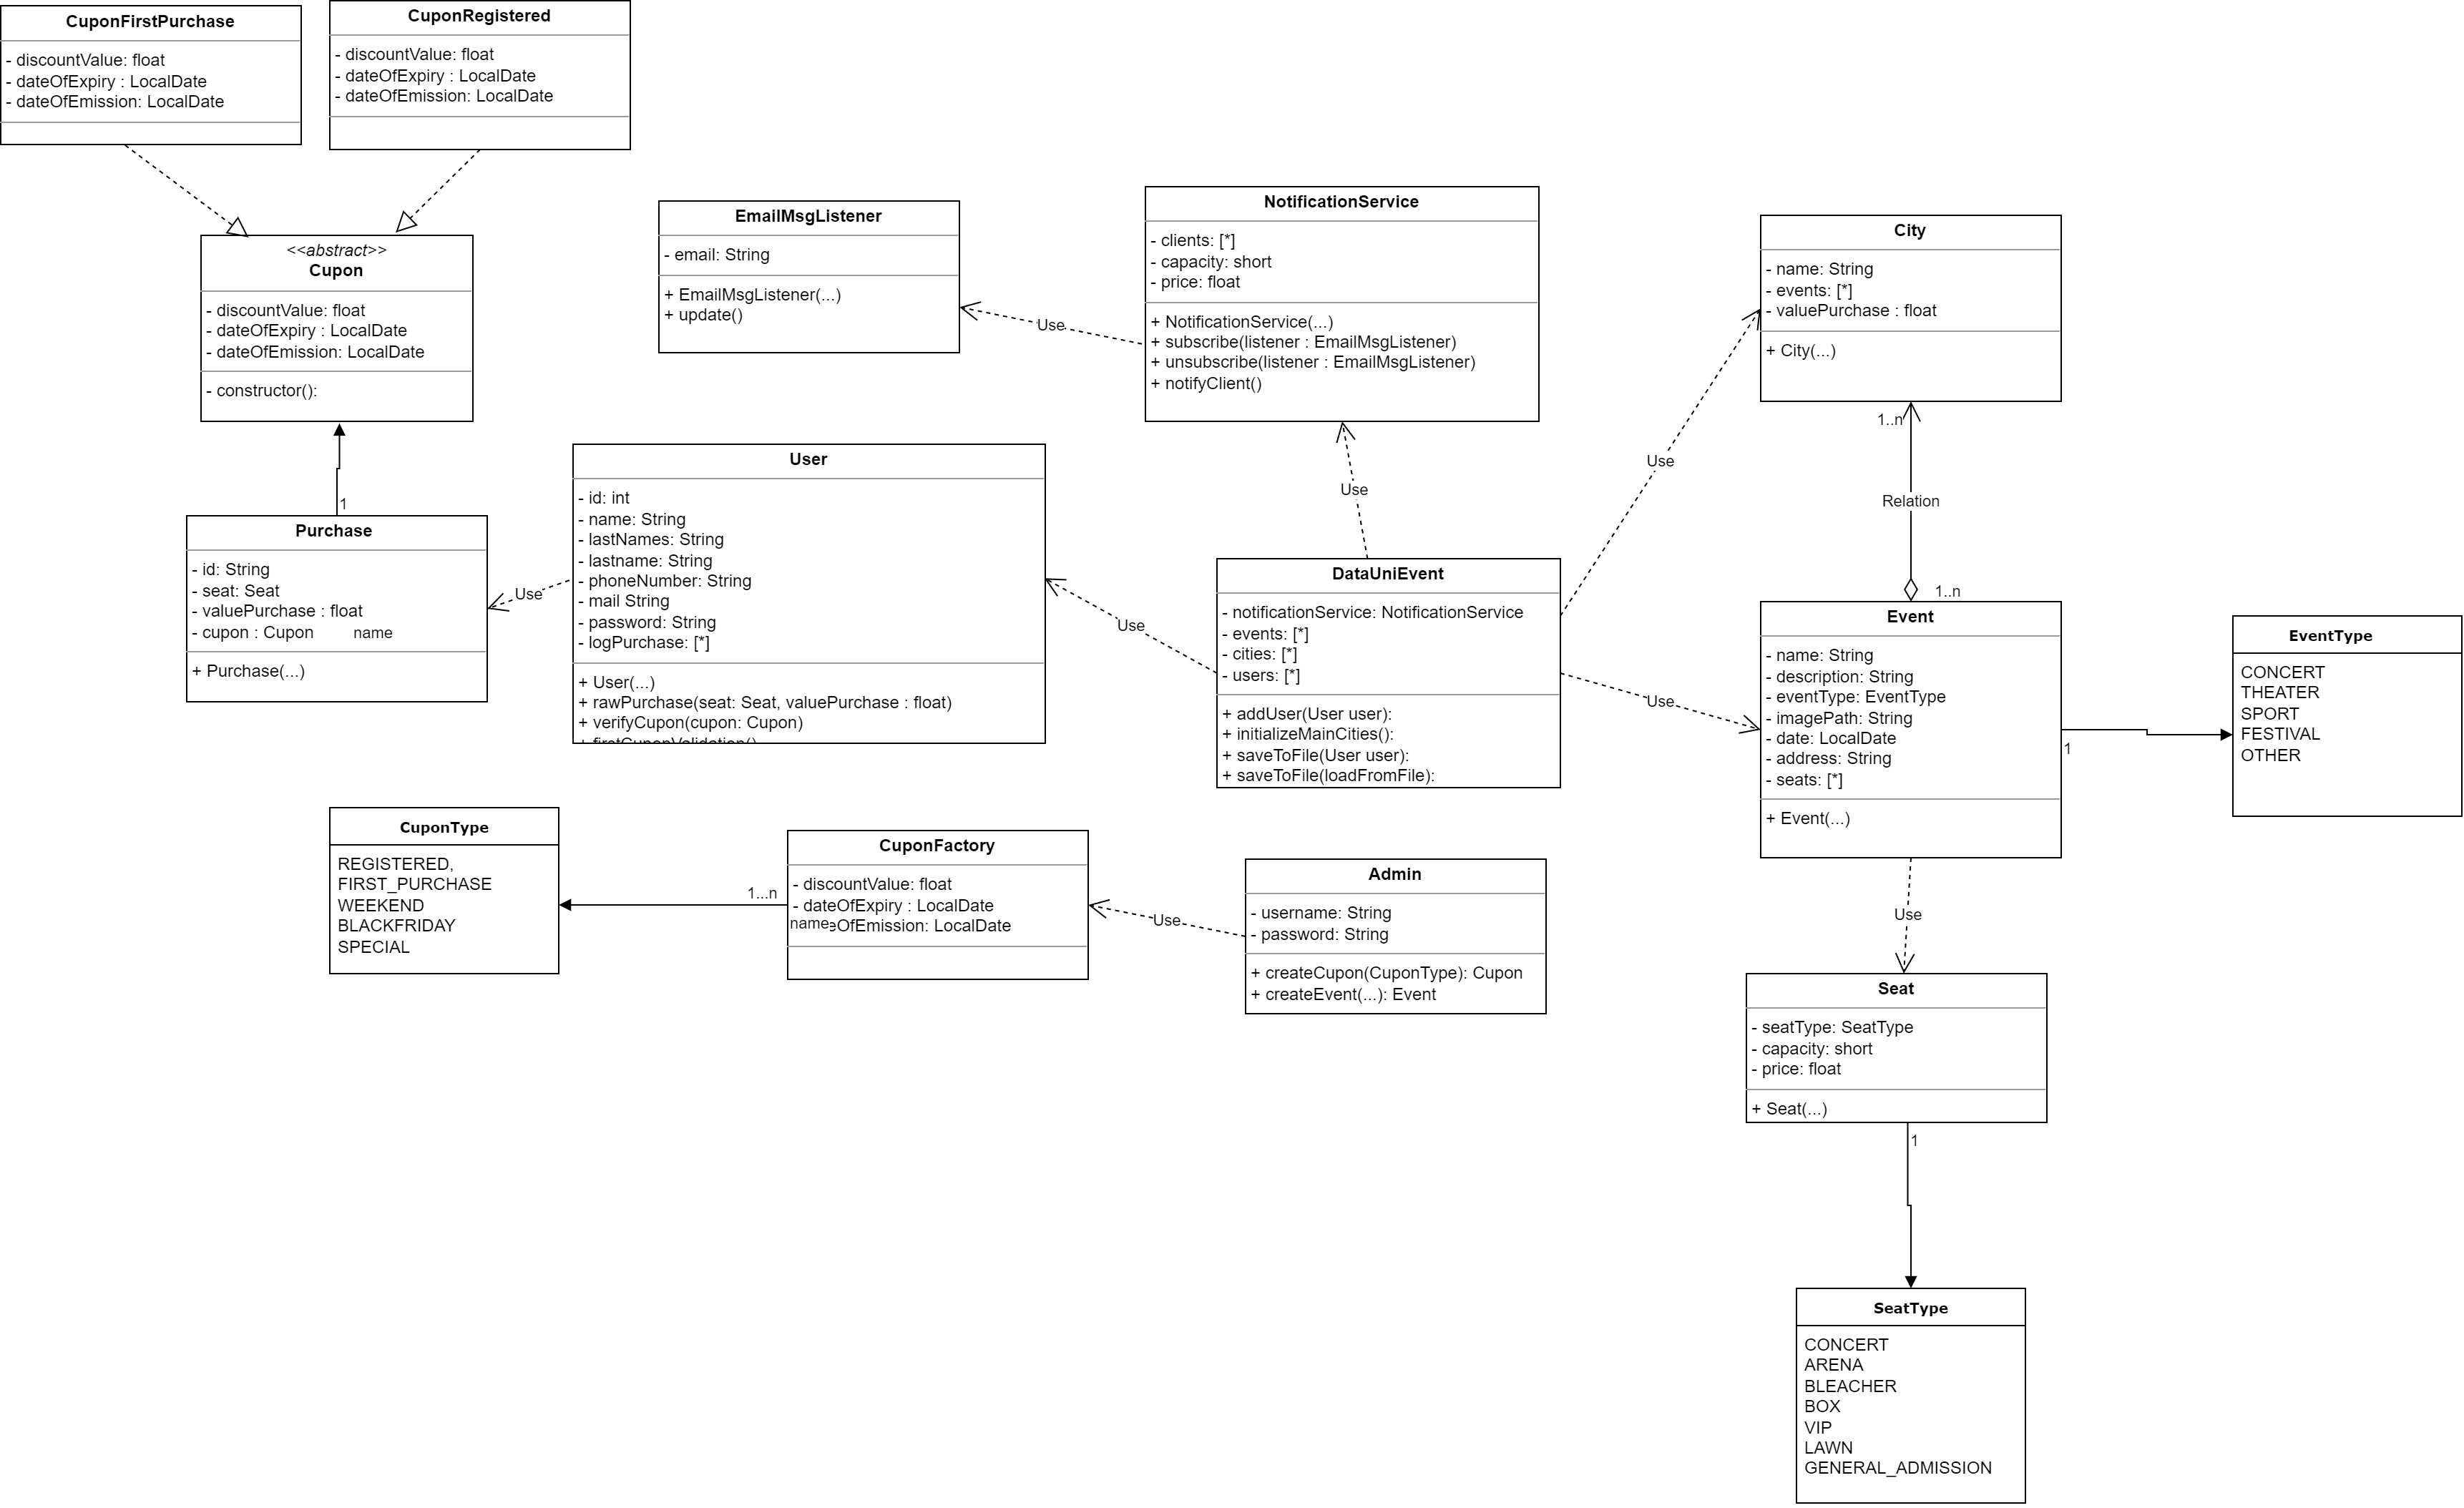 CuponFirstPurchase
- discountValue: float
- dateOfExpiry : LocalDate
- dateOfEmission: LocalDate
CuponRegistered
- discountValue: float
- dateOfExpiry : LocalDate
- dateOfEmission: LocalDate
<<abstract>>
Cupon
- discountValue: float
- dateOfExpiry : LocalDate
- dateOfEmission: LocalDate
- constructor():
1
Purchase
- id: String
- seat: Seat
- valuePurchase : float
- cupon : Cupon
name
+ Purchase(...)
Use
EmailMsgListener
- email: String
+ EmailMsgListener(...)
+ update()
Use
NotificationService
- clients: [*]
- capacity: short
- price: float
+ NotificationService(...)
+ subscribe(listener : EmailMsgListener)
+ unsubscribe(listener : EmailMsgListener)
+ notifyClient()
Use
User
- id: int
- name: String
- lastNames: String
- lastname: String
- phoneNumber: String
- mail String
- password: String
- logPurchase: [*]
+ User(...)
+ rawPurchase(seat: Seat, valuePurchase : float)
+ verifyCupon(cupon: Cupon)
+ firstCuponValidation()
Use
DataUniEvent
- notificationService: NotificationService
- events: [*]
- cities: [*]
- users: [*]
+ addUser(User user):
+ initializeMainCities():
+ saveToFile(User user):
+ saveToFile(loadFromFile):
Use
Use
City
- name: String
- events: [*]
- valuePurchase : float
+ City(...)
1..n
Relation
1..n
Event
- name: String
- description: String
- eventType: EventType
- imagePath: String
- date: LocalDate
- address: String
- seats: [*]
+ Event(...)
1
EventType
CONCERT
THEATER
SPORT
FESTIVAL
OTHER
CuponType
REGISTERED,
FIRST_PURCHASE
WEEKEND
BLACKFRIDAY
SPECIAL
1...n
CuponFactory
- discountValue: float
- dateOfExpiry : LocalDate
name
eOfEmission: LocalDate
Use
Admin
- username: String
- password: String
+ createCupon(CuponType): Cupon
+ createEvent(...): Event
Use
Seat
- seatType: SeatType
- capacity: short
- price: float
+ Seat(...)
1
SeatType
CONCERT
ARENA
BLEACHER
BOX
VIP
LAWN
GENERAL_ADMISSION